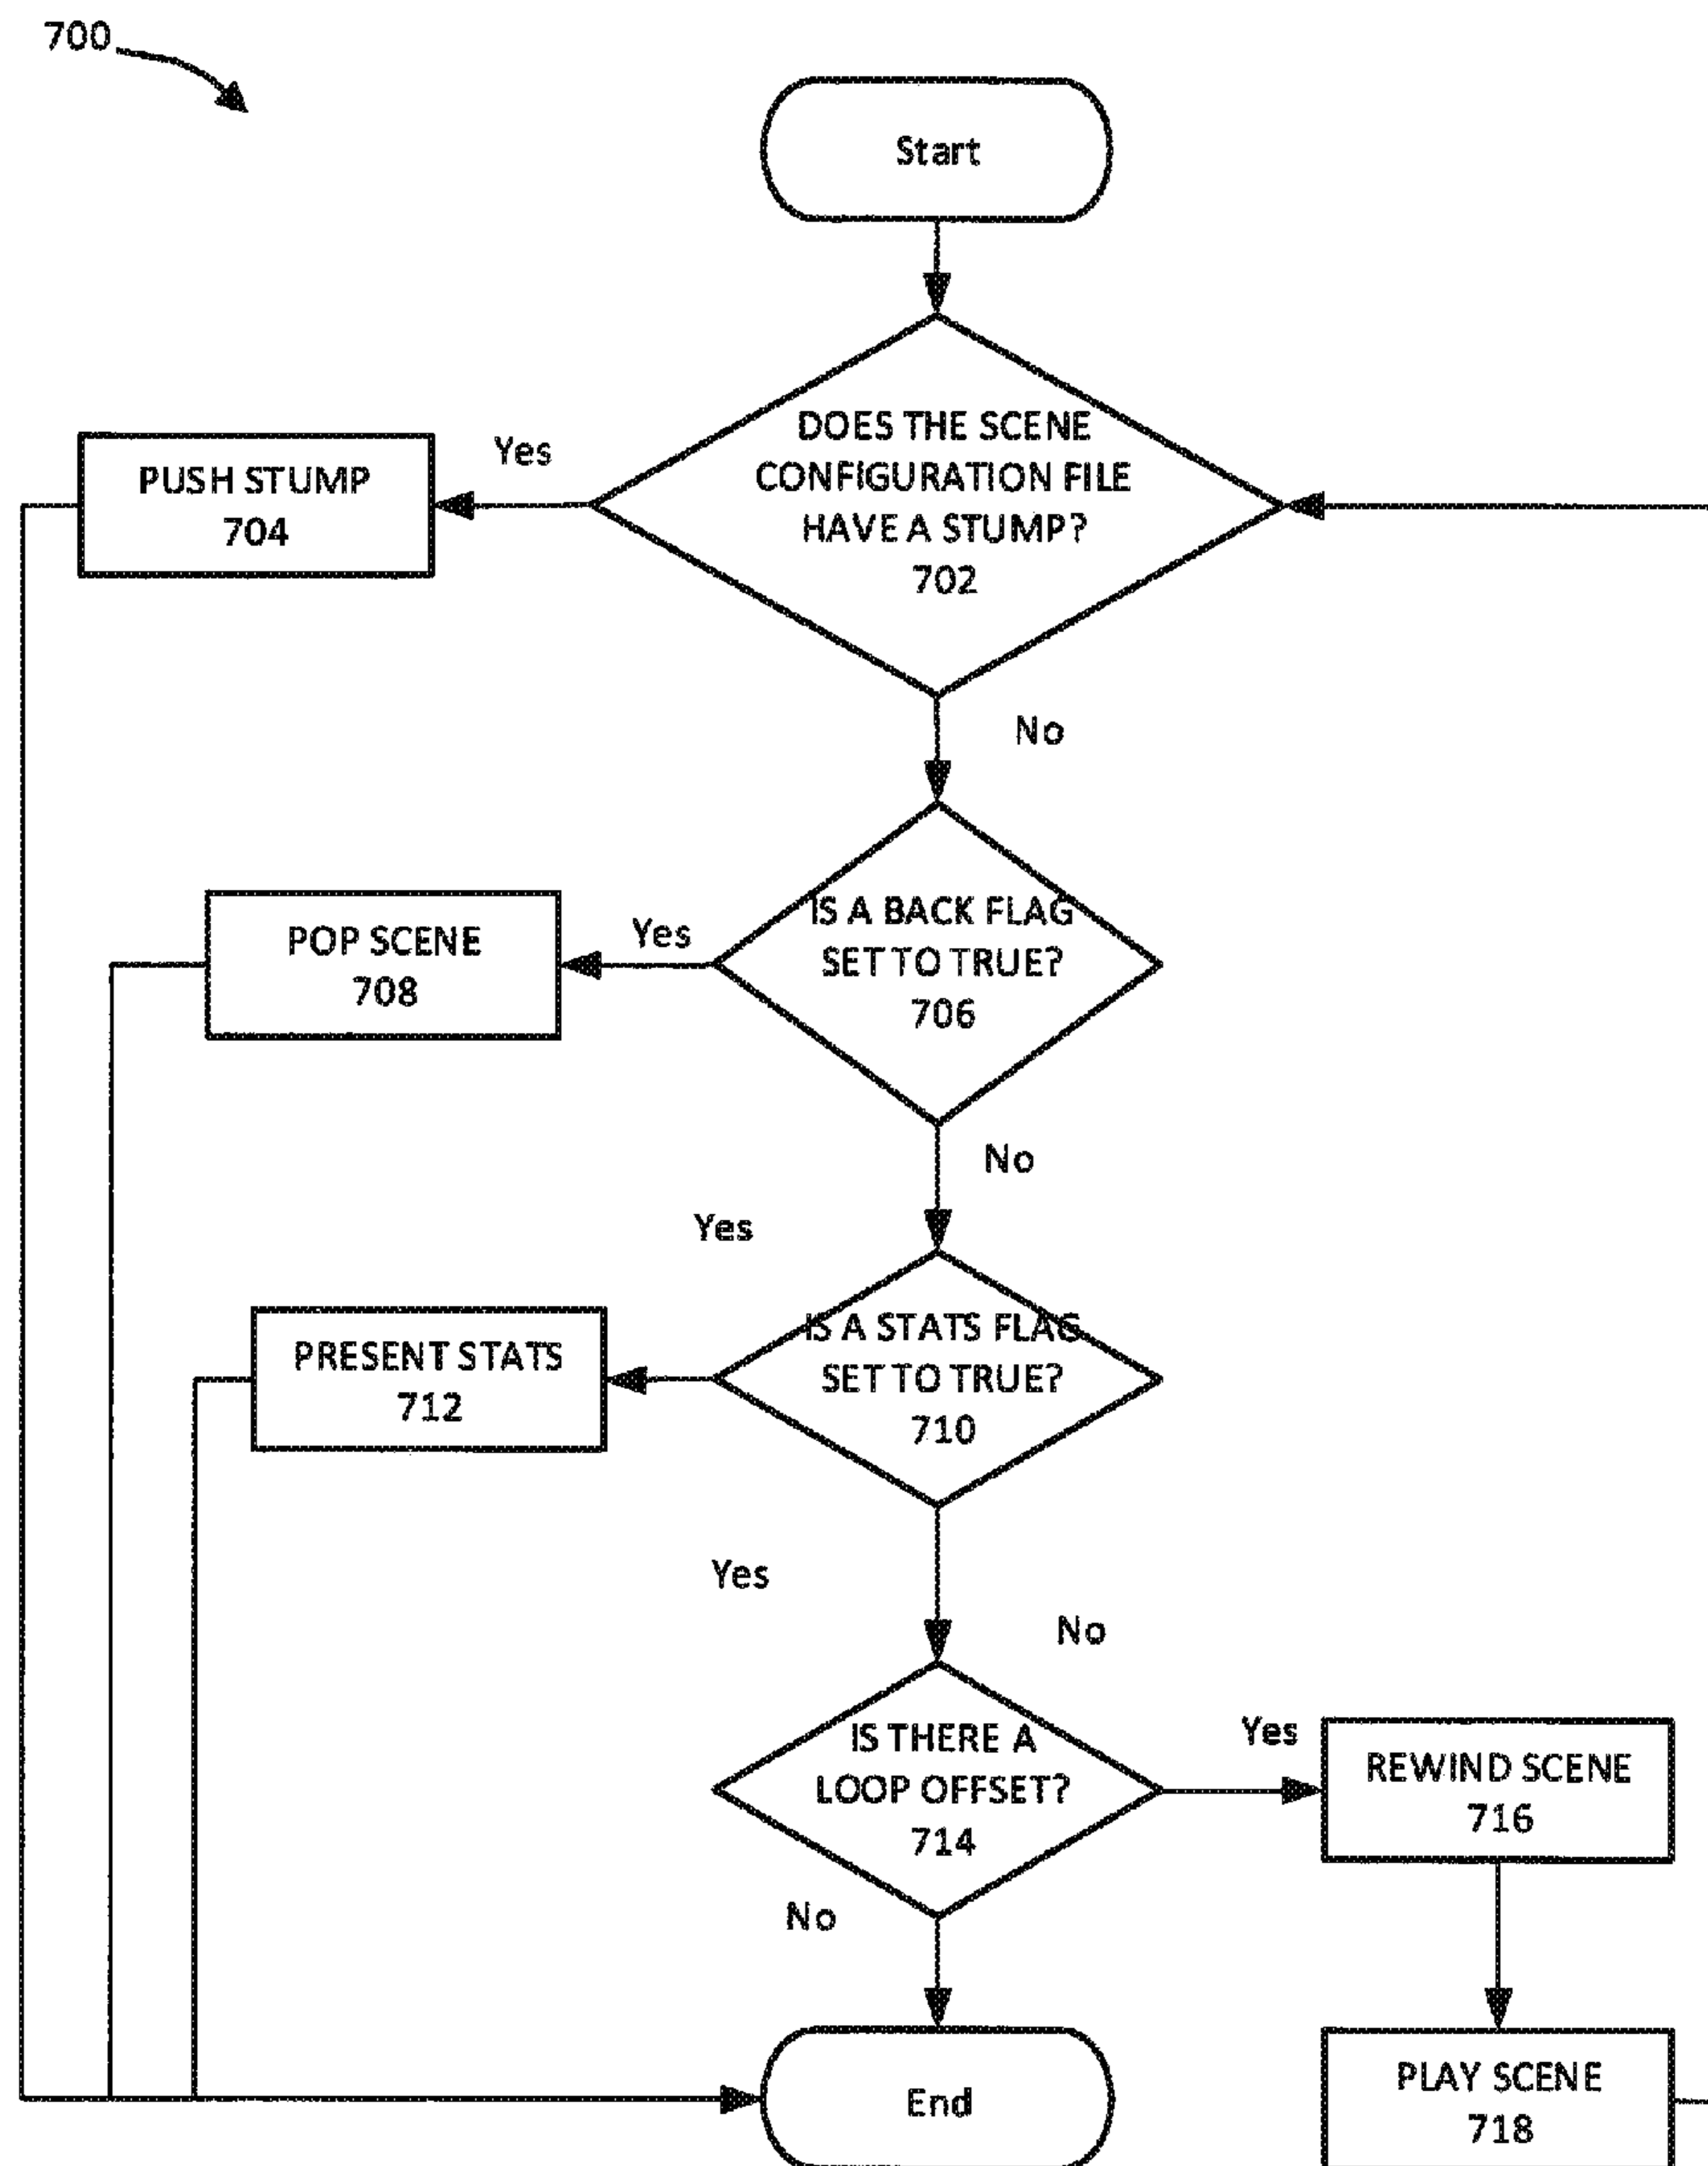 700
Start
DOES THE SCENE
CONFIGURATION FILE
HAVE A STUMP?
702
Yes
PUSH STUMP
704
No
IS A BACK FLAG
SET TO TRUE?
706
Yes
POP SCENE
708
No
Yes
IS A STATS FLAG
SET TO TRUE?
710
PRESENT STATS
712
Yes
No
IS THERE A
LOOP OFFSET?
714
Yes
REWIND SCENE
716
No
End
PLAY SCENE
718